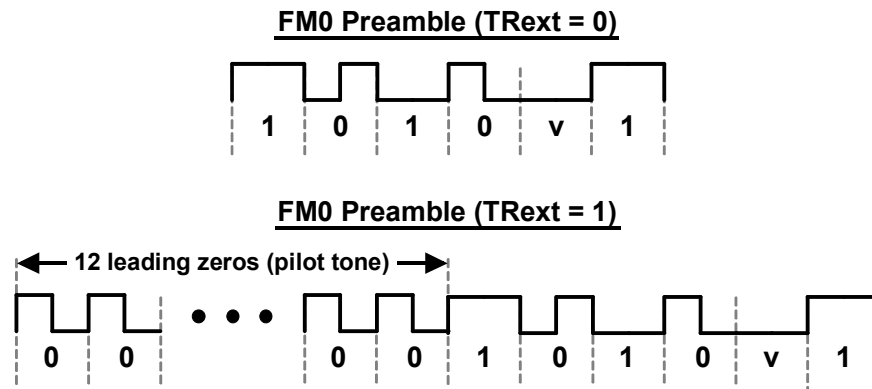 FM0 Preamble (TRext = 0)
1 0 1 0 v 1
FM0 Preamble (TRext = 1)
12 leading zeros (pilot tone)
0 0 0 0 1 0 1 0 v 1